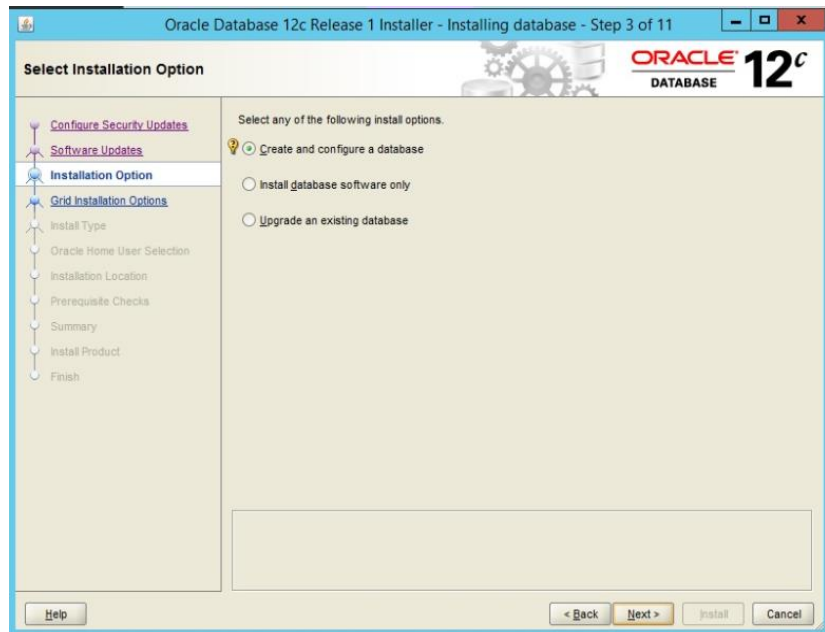 Oracle Database 12c Release 1 Installer - Installing database - Step 3 of 11
Select Installation Option
ORACLE
DATABASE
12c
Configure Security Updates
Software Updates
Installation Option
Grid Installation Options
Install Type
Oracle Home User Selection
Installation Location
Prerequisite Checks
Summary
Install Product
Finish
Select any of the following install options.
Create and configure a database
Install database software only
Upgrade an existing database
Help
< Back
Next >
Install
Cancel